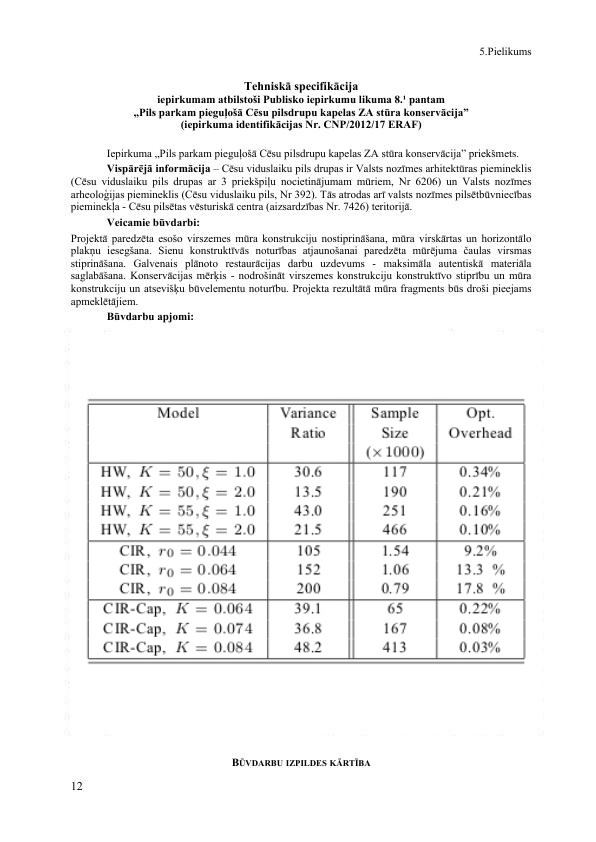 5.Pielikums
Tehniskā specifikācija
iepirkumam atbilstoši Publisko iepirkumu likuma 8.¹ pantam
„Pils parkam pieguļošā Cēsu pilsdrupu kapelas ZA stūra konservācija”
(iepirkuma identifikācijas Nr. CNP/2012/17 ERAF)
Iepirkuma „Pils parkam pieguļošā Cēsu pilsdrupu kapelas ZA stūra konservācija” priekšmets.
Vispārējā informācija – Cēsu viduslaiku pils drupas ir Valsts nozīmes arhitektūras piemineklis
(Cēsu viduslaiku pils drupas ar 3 priekšpiļu nocietinājumam mūriem, Nr 6206) un Valsts nozīmes
arheoloģijas piemineklis (Cēsu viduslaiku pils, Nr 392). Tās atrodas arī valsts nozīmes pilsētbūvniecības
pieminekļa - Cēsu pilsētas vēsturiskā centra (aizsardzības Nr. 7426) teritorijā.
Veicamie būvdarbi:
Projektā paredzēta esošo virszemes mūra konstrukciju nostiprināšana, mūra virskārtas un horizontālo
plakņu iesegšana. Sienu konstruktīvās noturības atjaunošanai paredzēta mūrējuma čaulas virsmas
stiprināšana. Galvenais plānoto restaurācijas darbu uzdevums - maksimāla autentiskā materiāla
saglabāšana. Konservācijas mērķis - nodrošināt virszemes konstrukciju konstruktīvo stiprību un mūra
konstrukciju un atsevišķu būvelementu noturību. Projekta rezultātā mūra fragments būs droši pieejams
apmeklētājiem.
Būvdarbu apjomi:
Model Variance Ratio Sample Size (×1000) Opt. Overhead
HW, K = 50, ξ = 1.0 30.6 117 0.34%
HW, K = 50, ξ = 2.0 13.5 190 0.21%
HW, K = 55, ξ = 1.0 43.0 251 0.16%
HW, K = 55, ξ = 2.0 21.5 466 0.10%
CIR, r₀ = 0.044 105 1.54 9.2%
CIR, r₀ = 0.064 152 1.06 13.3 %
CIR, r₀ = 0.084 200 0.79 17.8 %
CIR-Cap, K = 0.064 39.1 65 0.22%
CIR-Cap, K = 0.074 36.8 167 0.08%
CIR-Cap, K = 0.084 48.2 413 0.03%
BŪVDARBU IZPILDES KĀRTĪBA
12